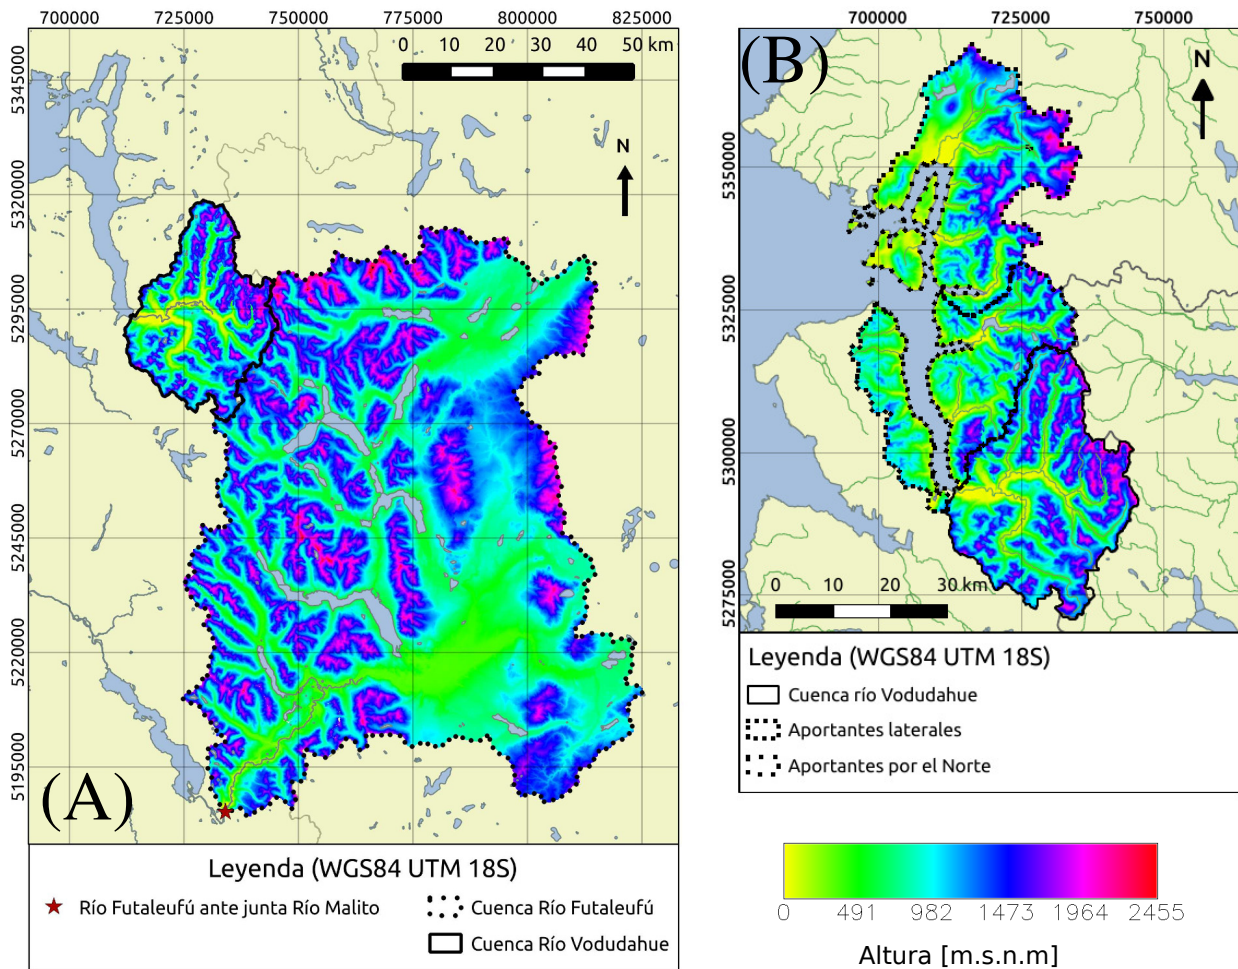 700000 725000 750000 775000 800000 825000
0 10 20 30 40 50 km
N
5345000
5320000
5295000
5270000
5245000
5220000
5195000
(A)
Leyenda (WGS84 UTM 18S)
Río Futaleufú ante junta Río Malito
Cuenca Río Futaleufú
Cuenca Río Vodudahue
700000 725000 750000
(B)
N
5350000
5325000
5300000
5275000
0 10 20 30 km
Leyenda (WGS84 UTM 18S)
Cuenca río Vodudahue
Aportantes laterales
Aportantes por el Norte
0 491 982 1473 1964 2455
Altura [m.s.n.m]